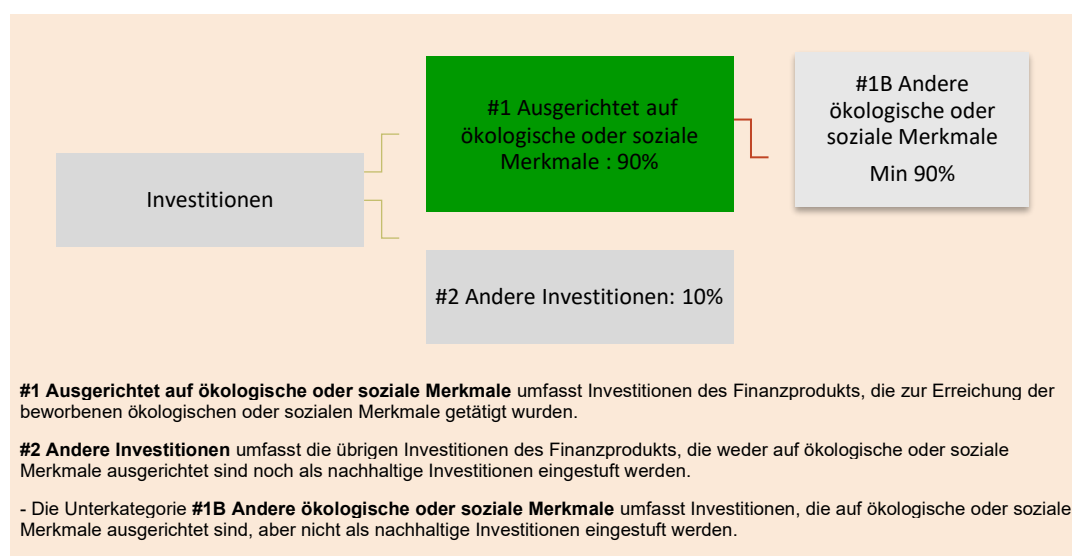 Investitionen
#1 Ausgerichtet auf
ökologische oder soziale
Merkmale : 90%
#1B Andere
ökologische oder
soziale Merkmale
Min 90%
#2 Andere Investitionen: 10%
#1 Ausgerichtet auf ökologische oder soziale Merkmale umfasst Investitionen des Finanzprodukts, die zur Erreichung der
beworbenen ökologischen oder sozialen Merkmale getätigt wurden.
#2 Andere Investitionen umfasst die übrigen Investitionen des Finanzprodukts, die weder auf ökologische oder soziale
Merkmale ausgerichtet sind noch als nachhaltige Investitionen eingestuft werden.
- Die Unterkategorie #1B Andere ökologische oder soziale Merkmale umfasst Investitionen, die auf ökologische oder soziale
Merkmale ausgerichtet sind, aber nicht als nachhaltige Investitionen eingestuft werden.